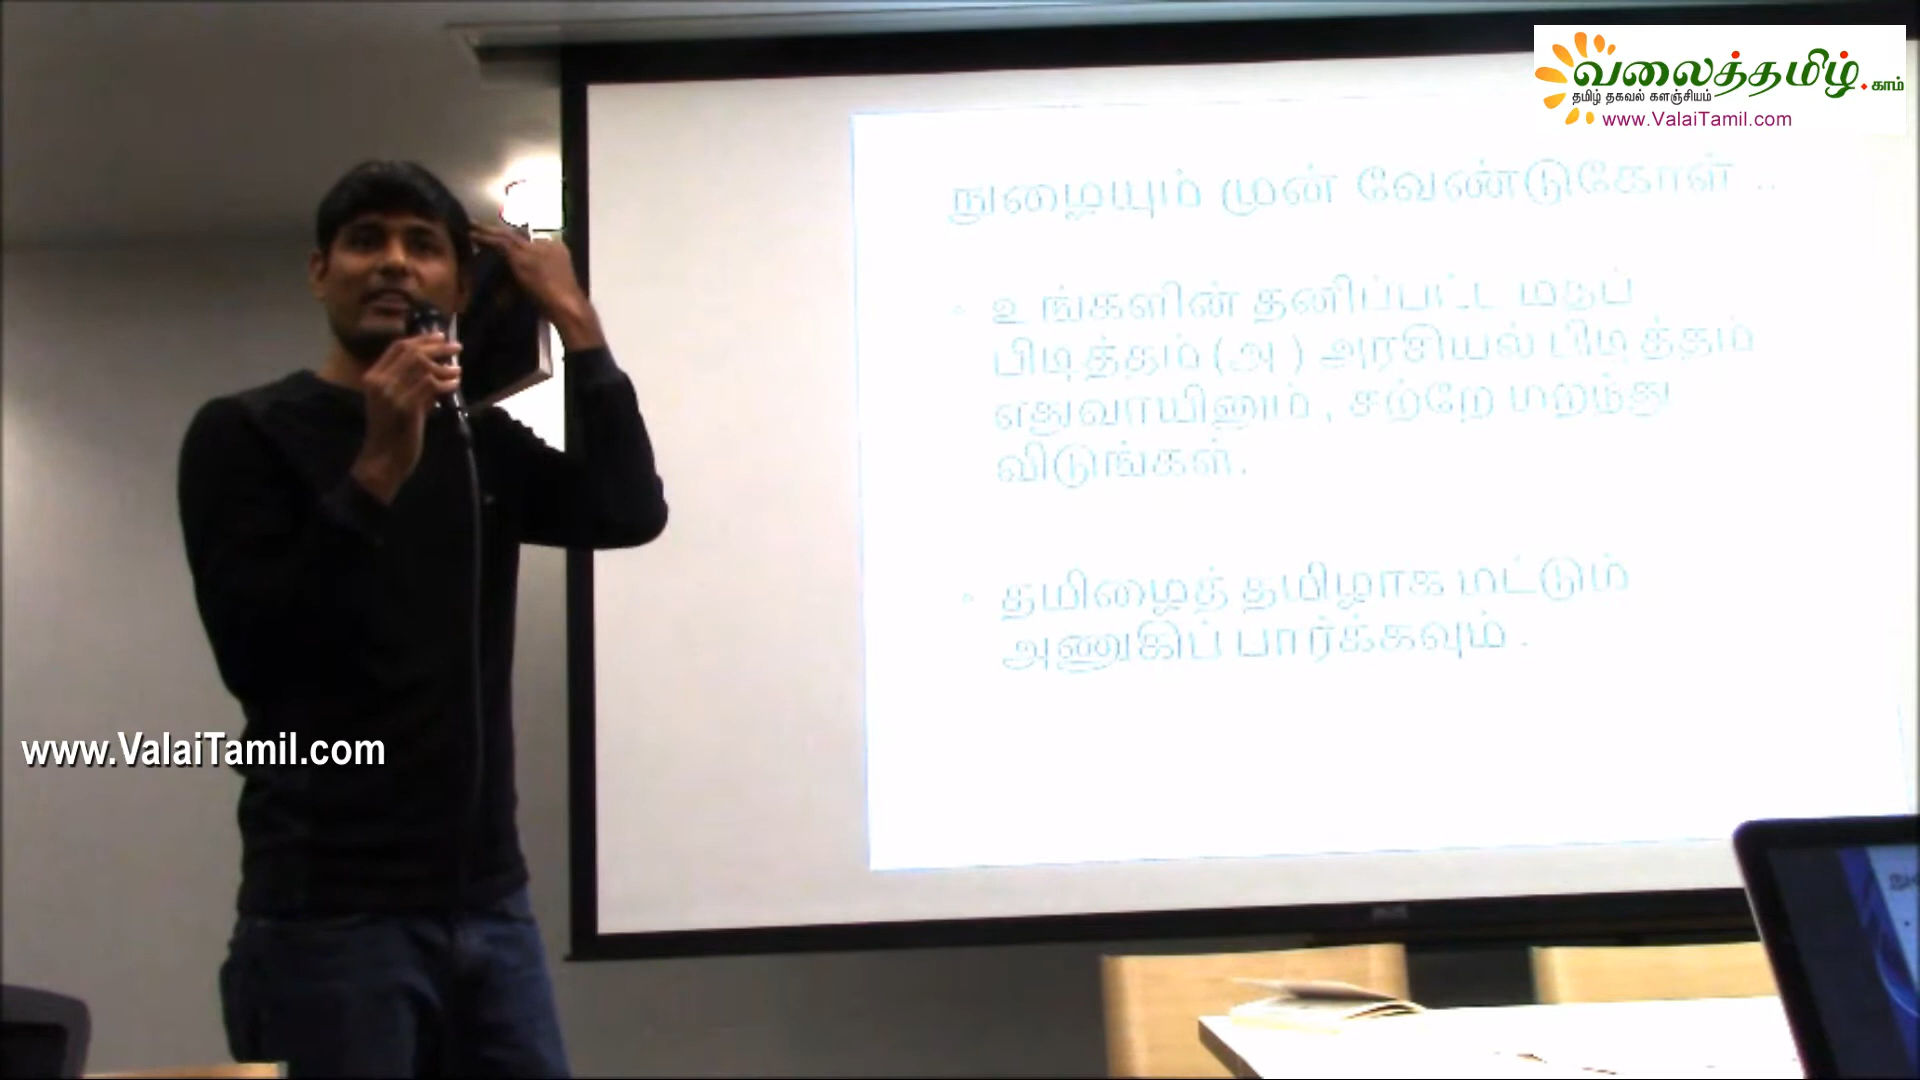 வலைத்தமிழ்.காம்
தமிழ் தகவல் களஞ்சியம்
www.ValaiTamil.com
நுழையும் முன் வேண்டுகோள் ..
• உங்களின் தனிப்பட்ட மதப்
பிடித்தம் (அ ) அரசியல் பிடித்தம்
எதுவாயினும் , சற்றே மறந்து
விடுங்கள் .
• தமிழைத் தமிழாக மட்டும்
அணுகிப் பார்க்கவும் .
www.ValaiTamil.com